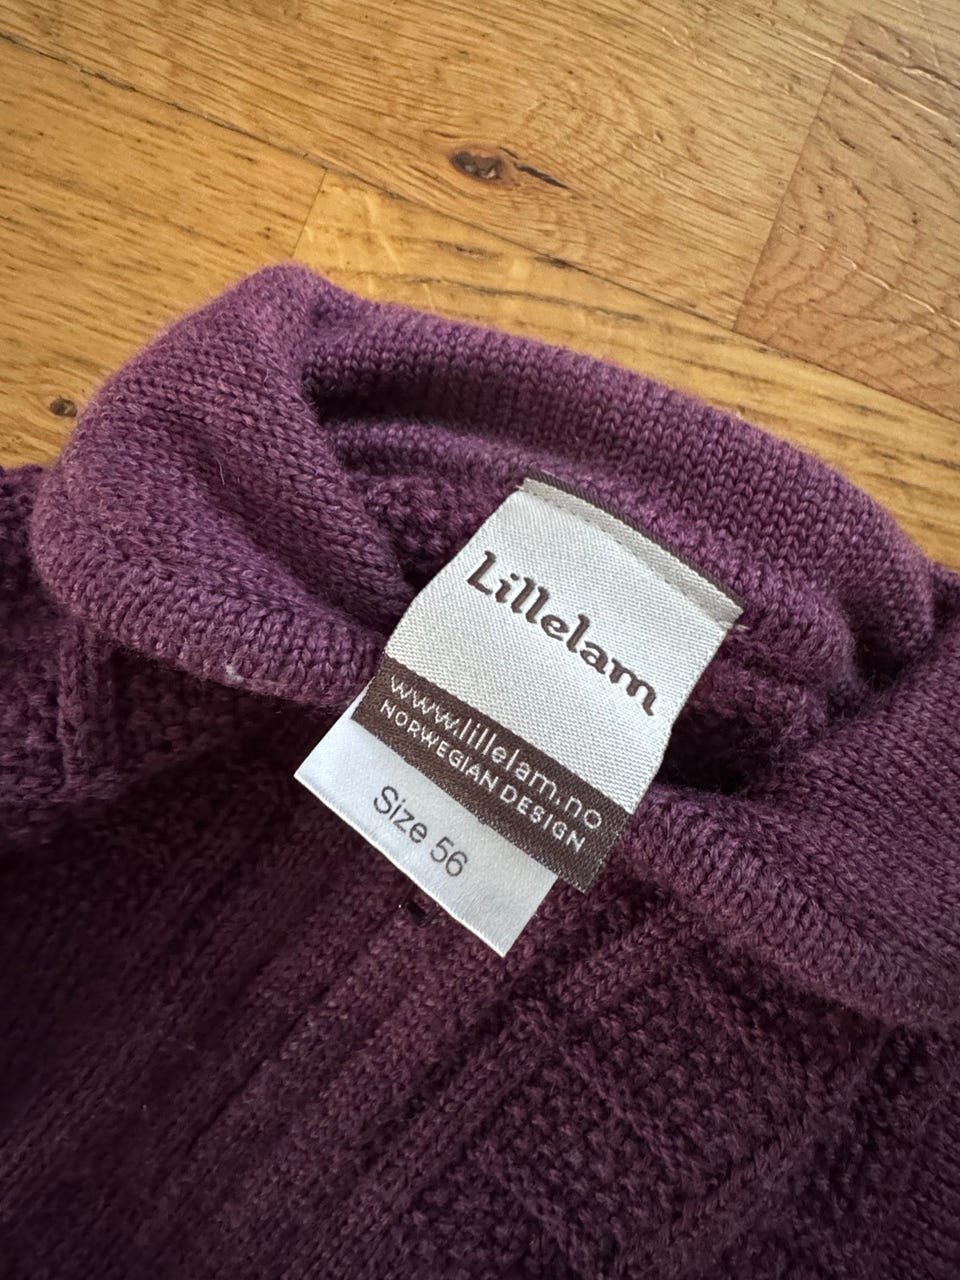 Lillelam
www.lillelam.no
NORWEGIAN DESIGN
Size 56